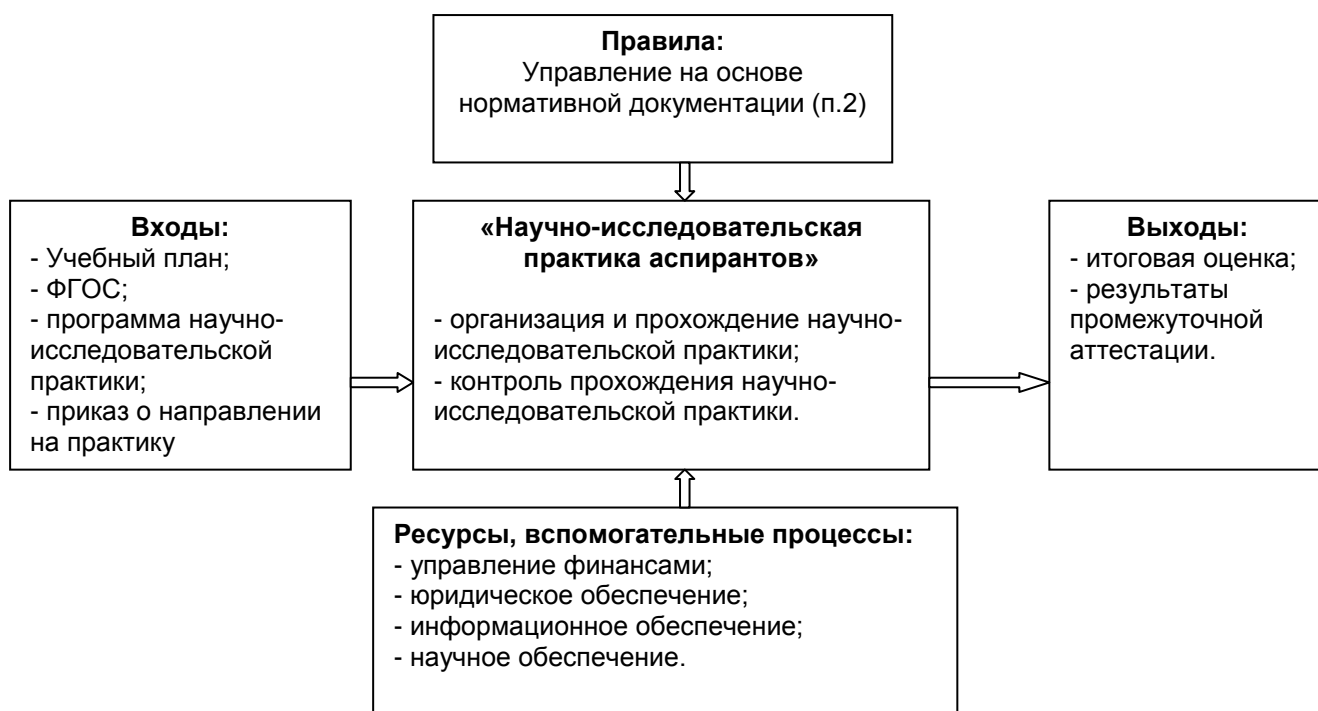 Правила:
Управление на основе
нормативной документации (п.2)
Входы:
- Учебный план;
- ФГОС;
- программа научно-
исследовательской
практики;
- приказ о направлении
на практику
«Научно-исследовательская
практика аспирантов»
- организация и прохождение научно-
исследовательской практики;
- контроль прохождения научно-
исследовательской практики.
Выходы:
- итоговая оценка;
- результаты
промежуточной
аттестации.
Ресурсы, вспомогательные процессы:
- управление финансами;
- юридическое обеспечение;
- информационное обеспечение;
- научное обеспечение.